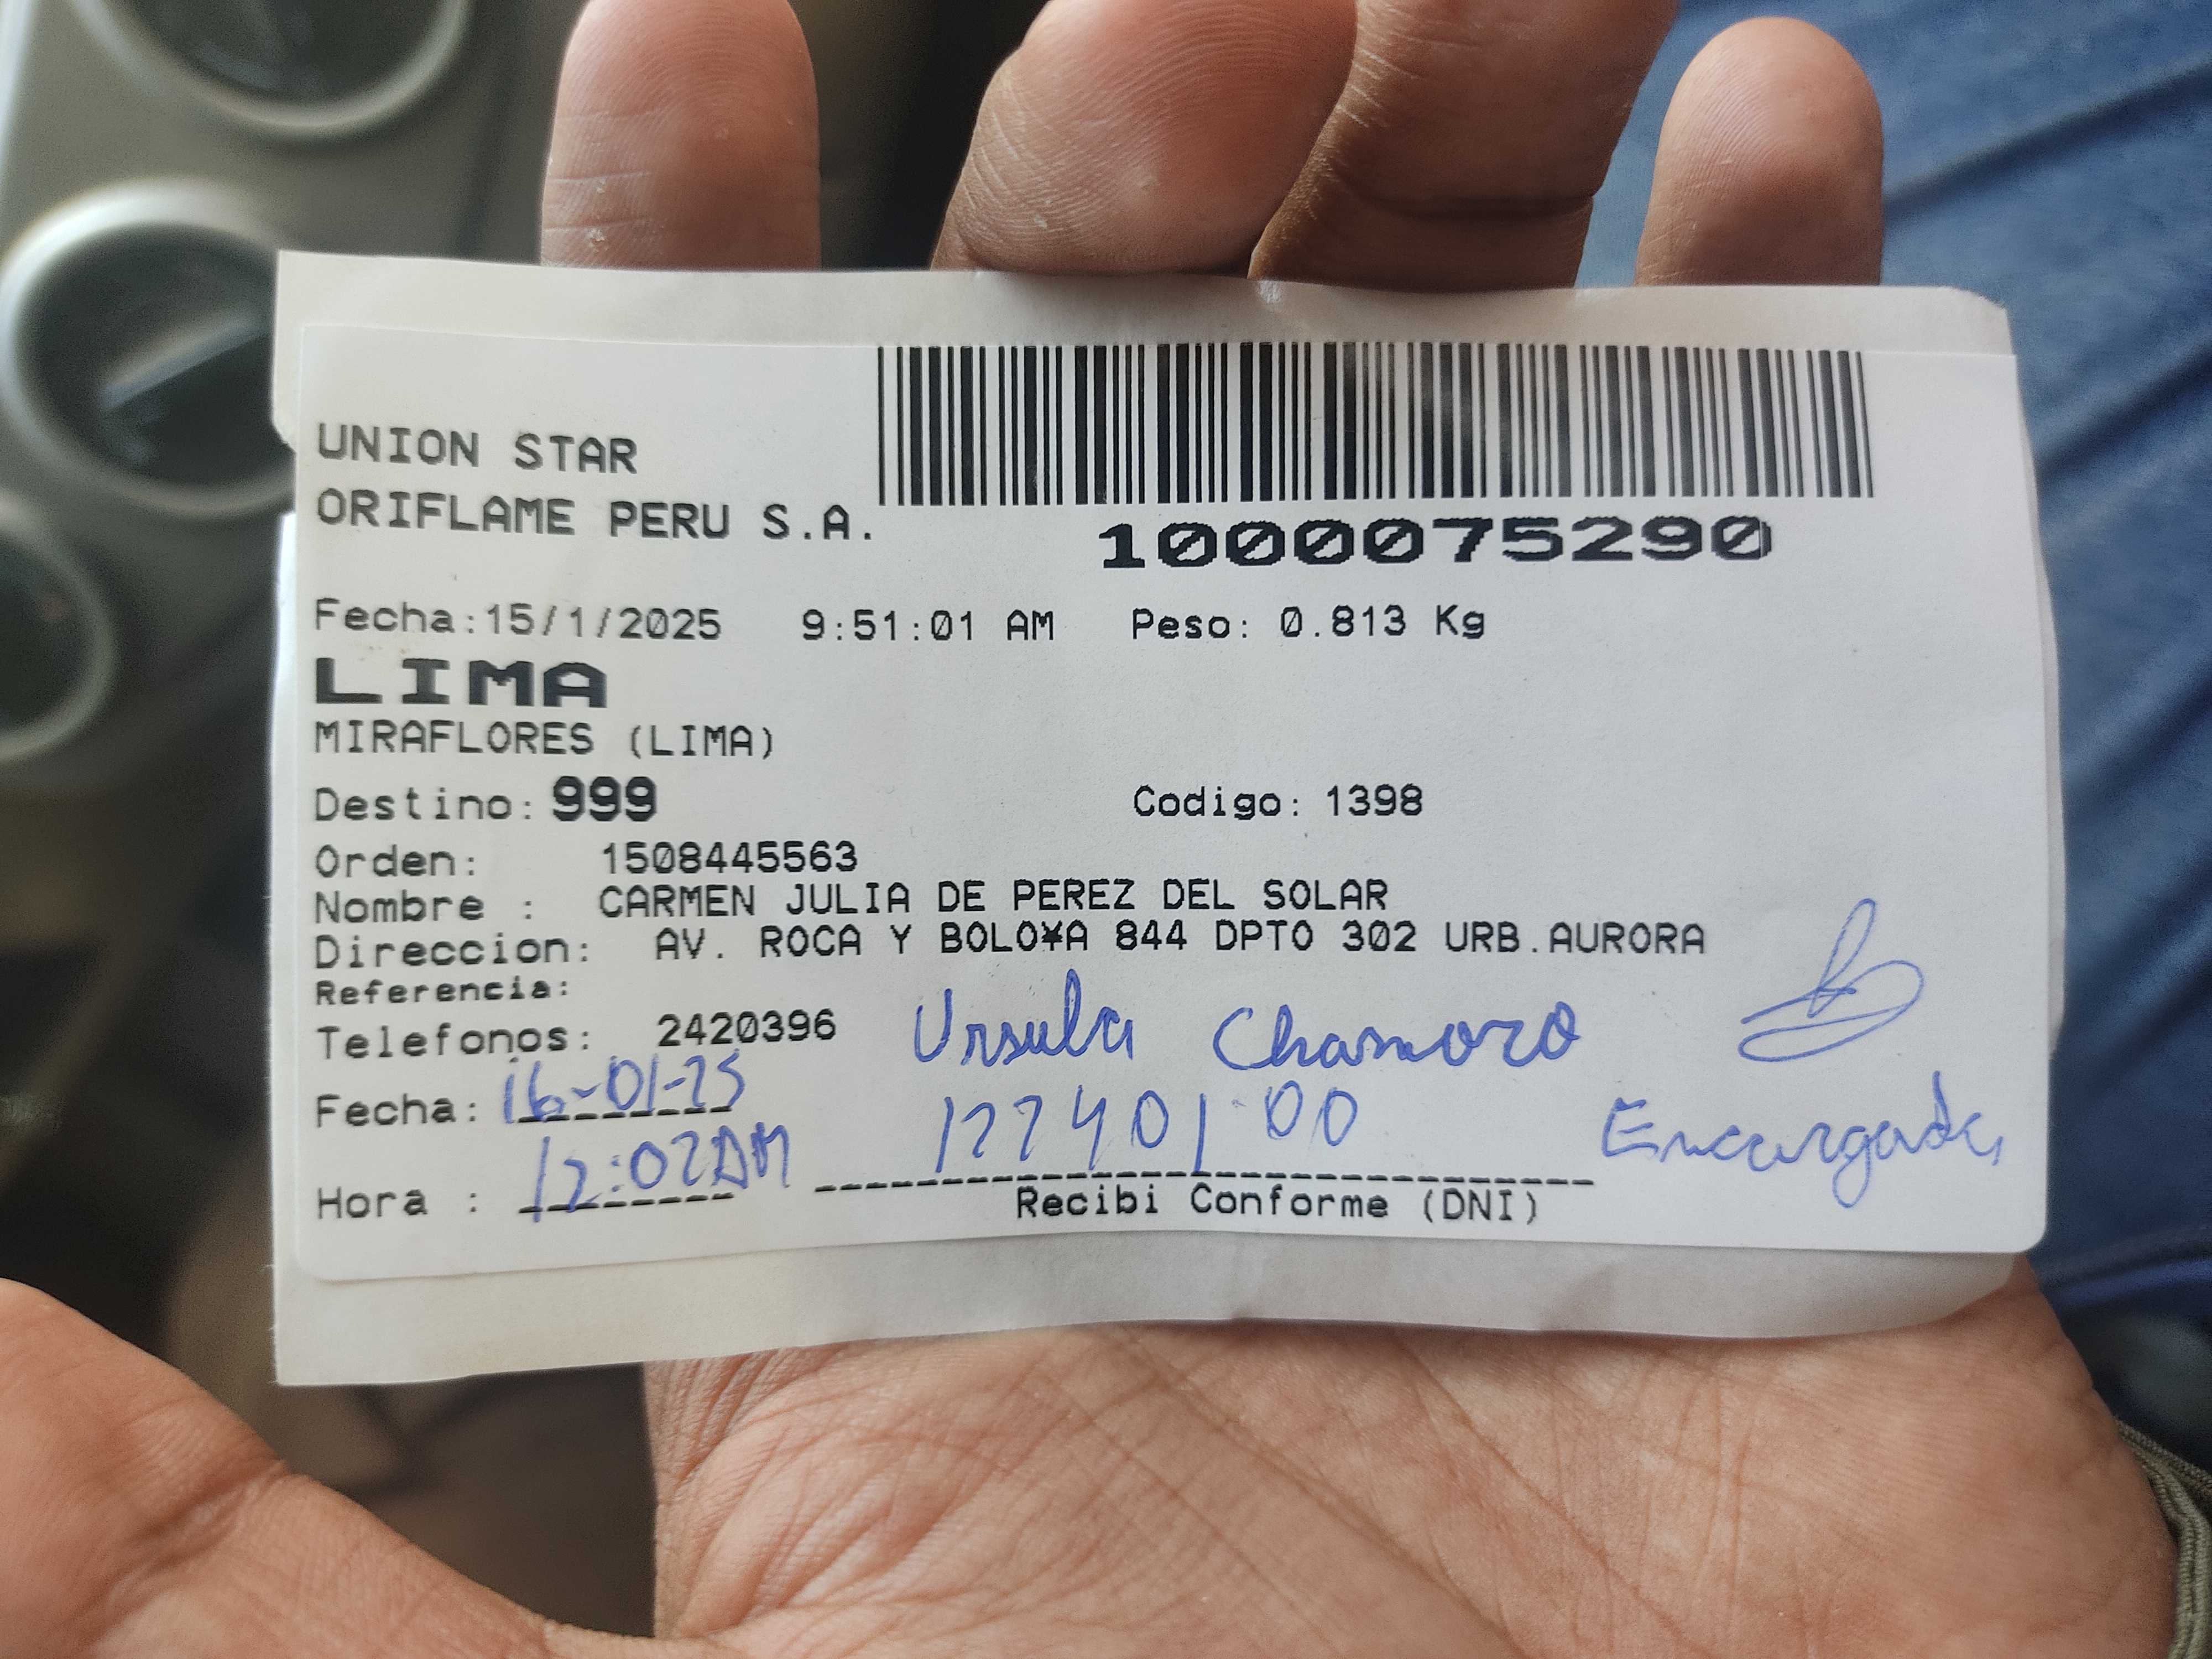 UNION STAR
ORIFLAME PERU S.A.
1000075290
Fecha:15/1/2025 9:51:01 AM Peso: 0.813 Kg
LIMA
MIRAFLORES (LIMA)
Destino: 999 Codigo: 1398
Orden: 1508445563
Nombre : CARMEN JULIA DE PEREZ DEL SOLAR
Direccion: AV. ROCA Y BOLO¥A 844 DPTO 302 URB.AURORA
Referencia:
Telefonos: 2420396 Ursula Chamorro
Fecha: 16-01-25
Encargada
Hora : 12:02AM
Recibi Conforme (DNI)